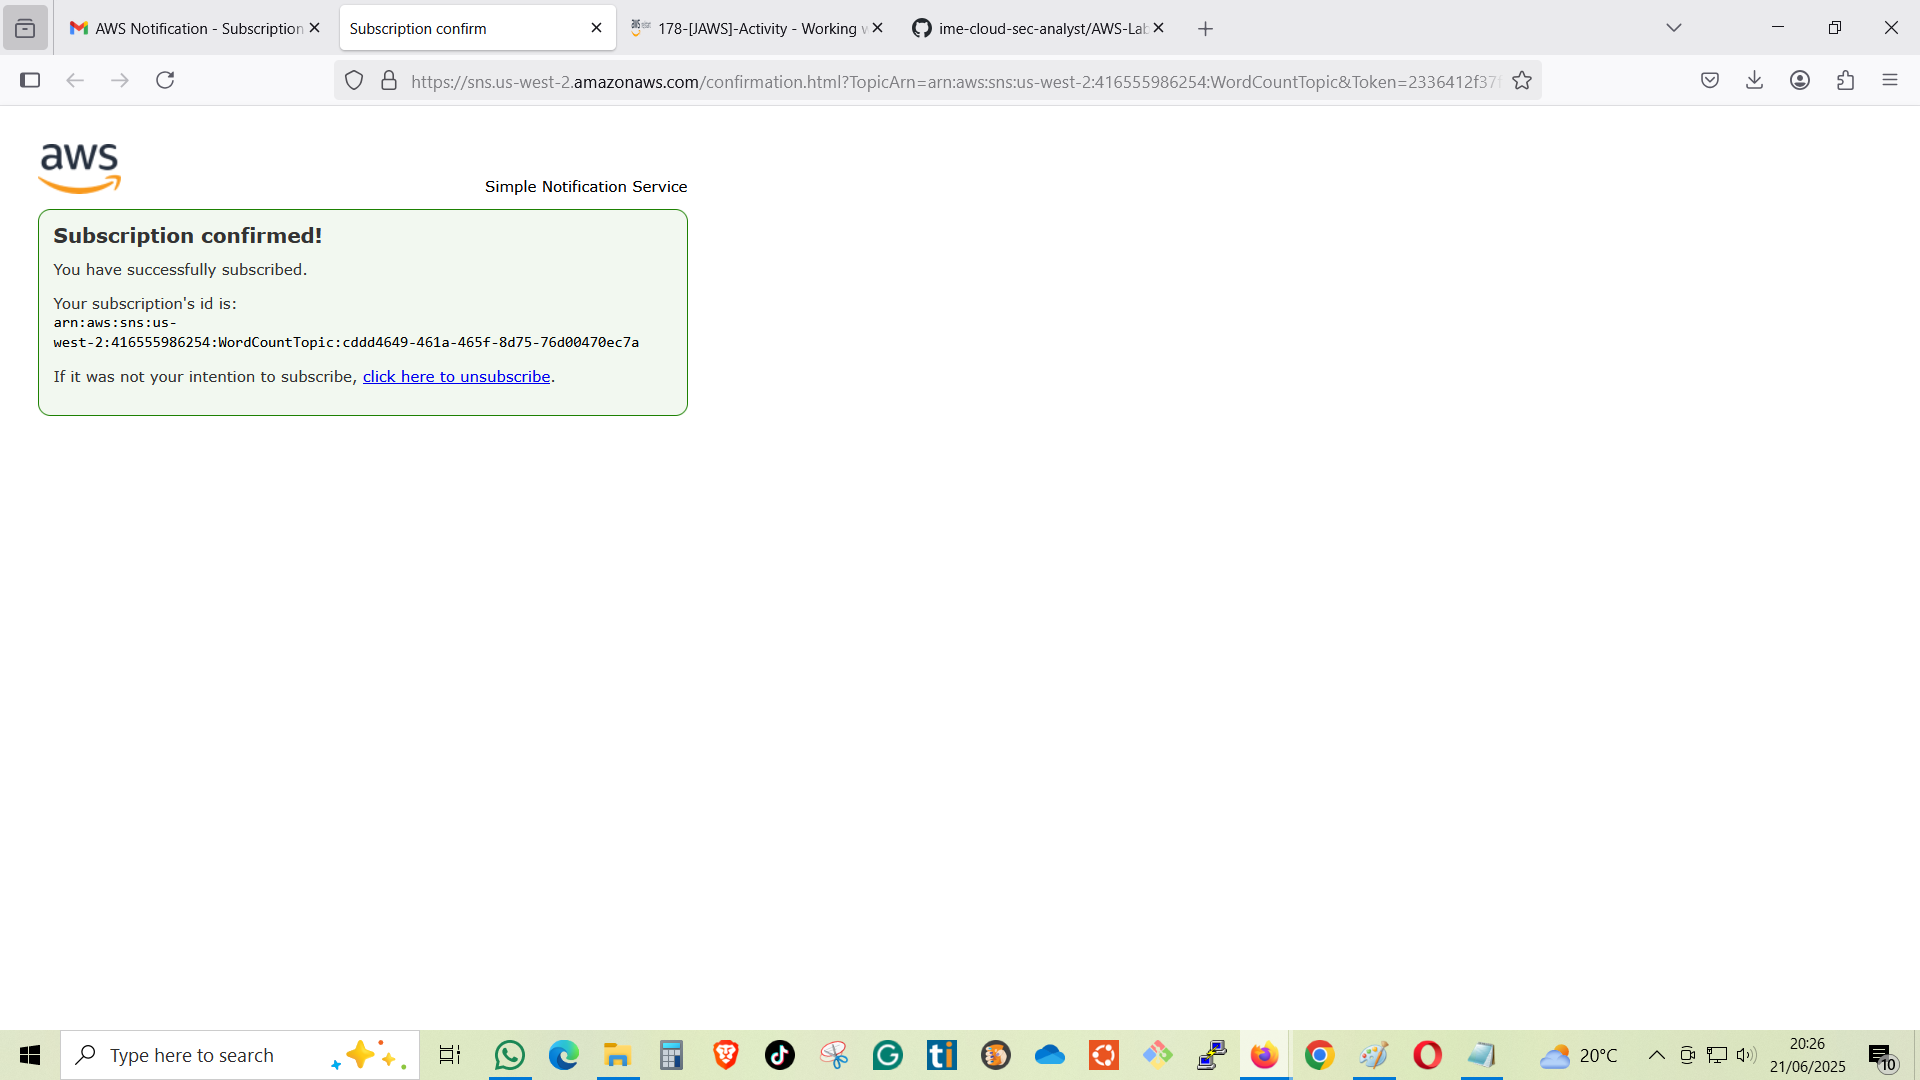 AWS Notification - Subscription
Subscription confirm
178-[JAWS]-Activity - Working
ime-cloud-sec-analyst/AWS-Lab
https://sns.us-west-2.amazonaws.com/confirmation.html?TopicArn=arn:aws:sns:us-west-2:416555986254:WordCountTopic&Token=2336412f37f
aws
Simple Notification Service
Subscription confirmed!
You have successfully subscribed.
Your subscription's id is:
arn:aws:sns:us-
west-2:416555986254:WordCountTopic:cddd4649-461a-465f-8d75-76d00470ec7a
If it was not your intention to subscribe, click here to unsubscribe.
Type here to search
ti
20°C
20:26
21/06/2025
10